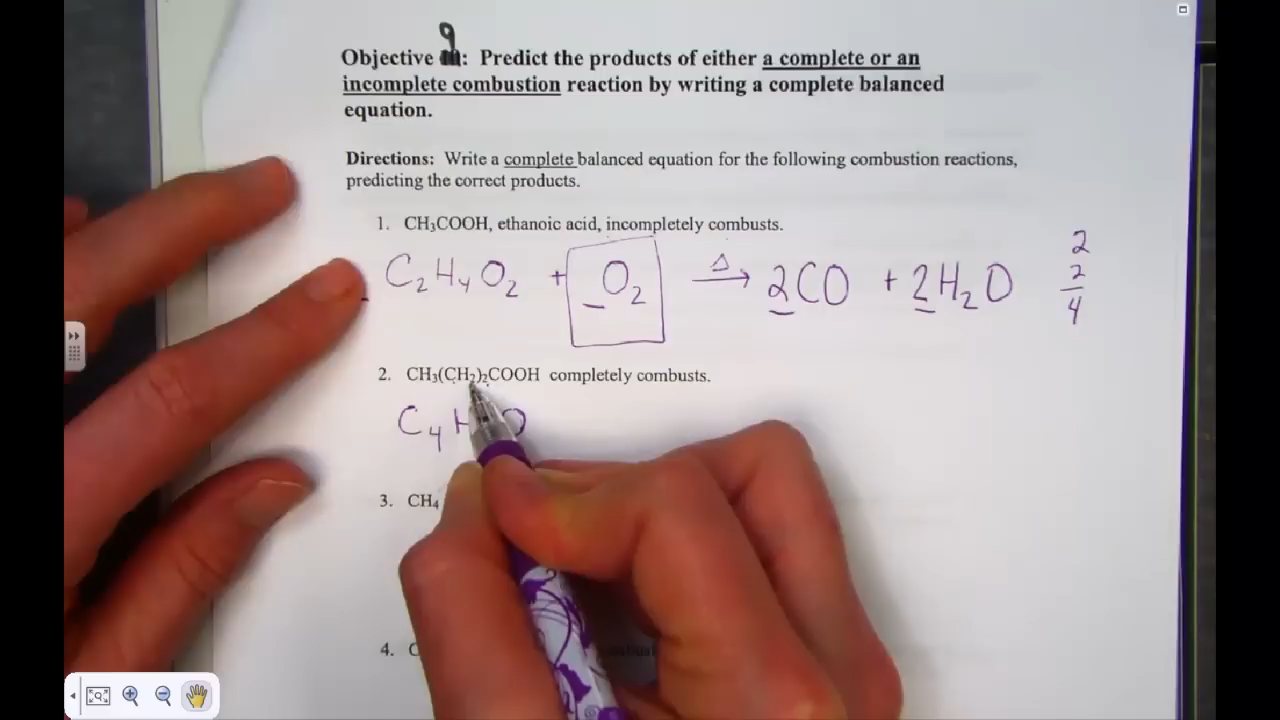 9
Objective : Predict the products of either a complete or an
incomplete combustion reaction by writing a complete balanced
equation.
Directions: Write a complete balanced equation for the following combustion reactions,
predicting the correct products.
1. CH₃COOH, ethanoic acid, incompletely combusts.
C₂H₄O₂ + _O₂ Δ→ 2CO + 2H₂O
2
2
4
2. CH₃(CH₂)₂COOH completely combusts.
C₄H O
3. CH₄
4. C